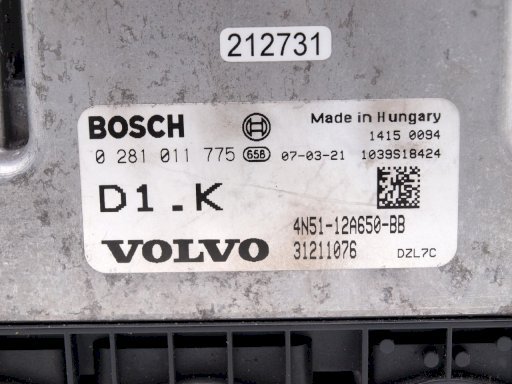 212731
BOSCH
Made in Hungary
1415 0094
0 281 011 775 658 07-03-21 1039S18424
D1.K
4N51-12A650-BB
VOLVO 31211076 DZL7C